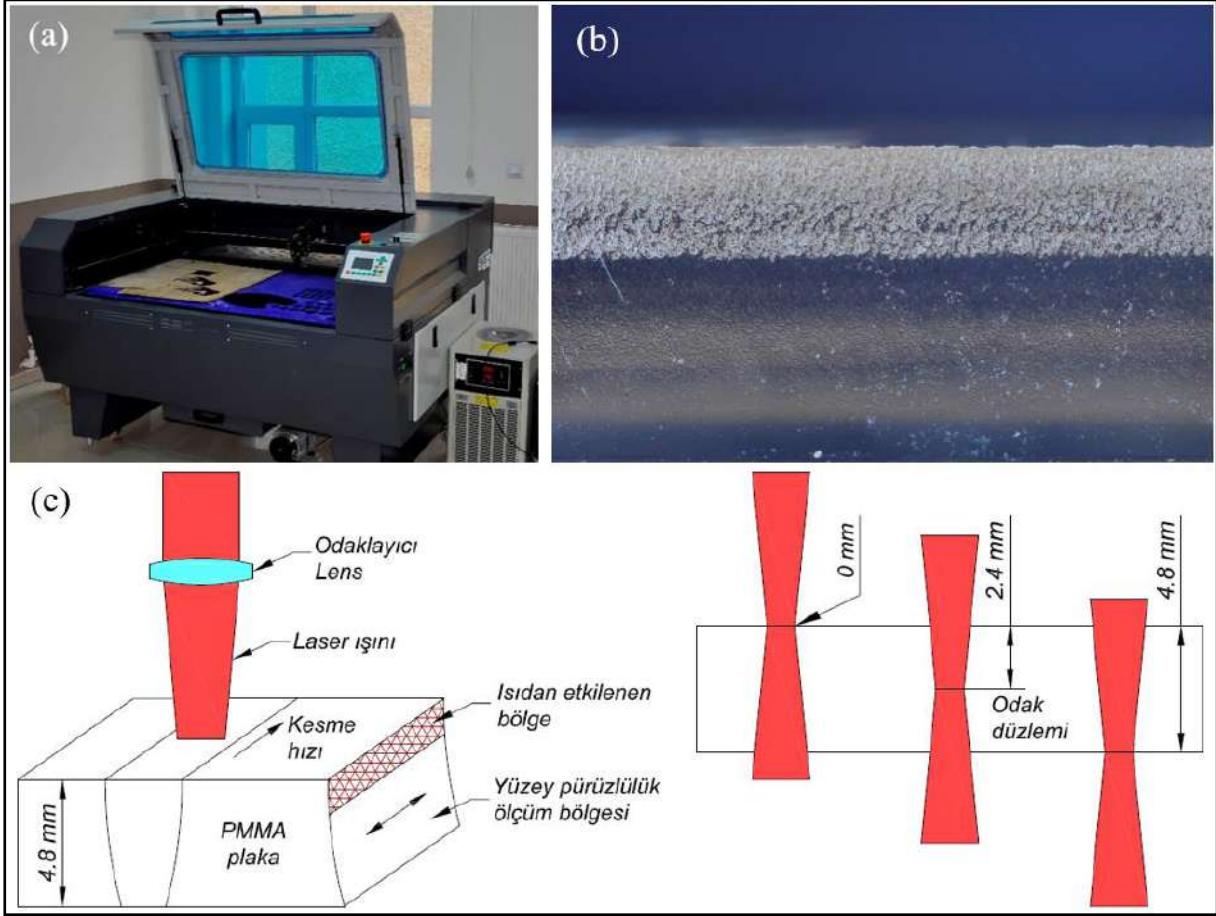 (a)
(b)
(c)
Odaklayıcı
Lens
Laser ışını
Kesme
hızı
Isıdan etkilenen
bölge
Yüzey pürüzlülük
ölçüm bölgesi
PMMA
plaka
4.8 mm
0 mm
2.4 mm
4.8 mm
Odak
düzlemi